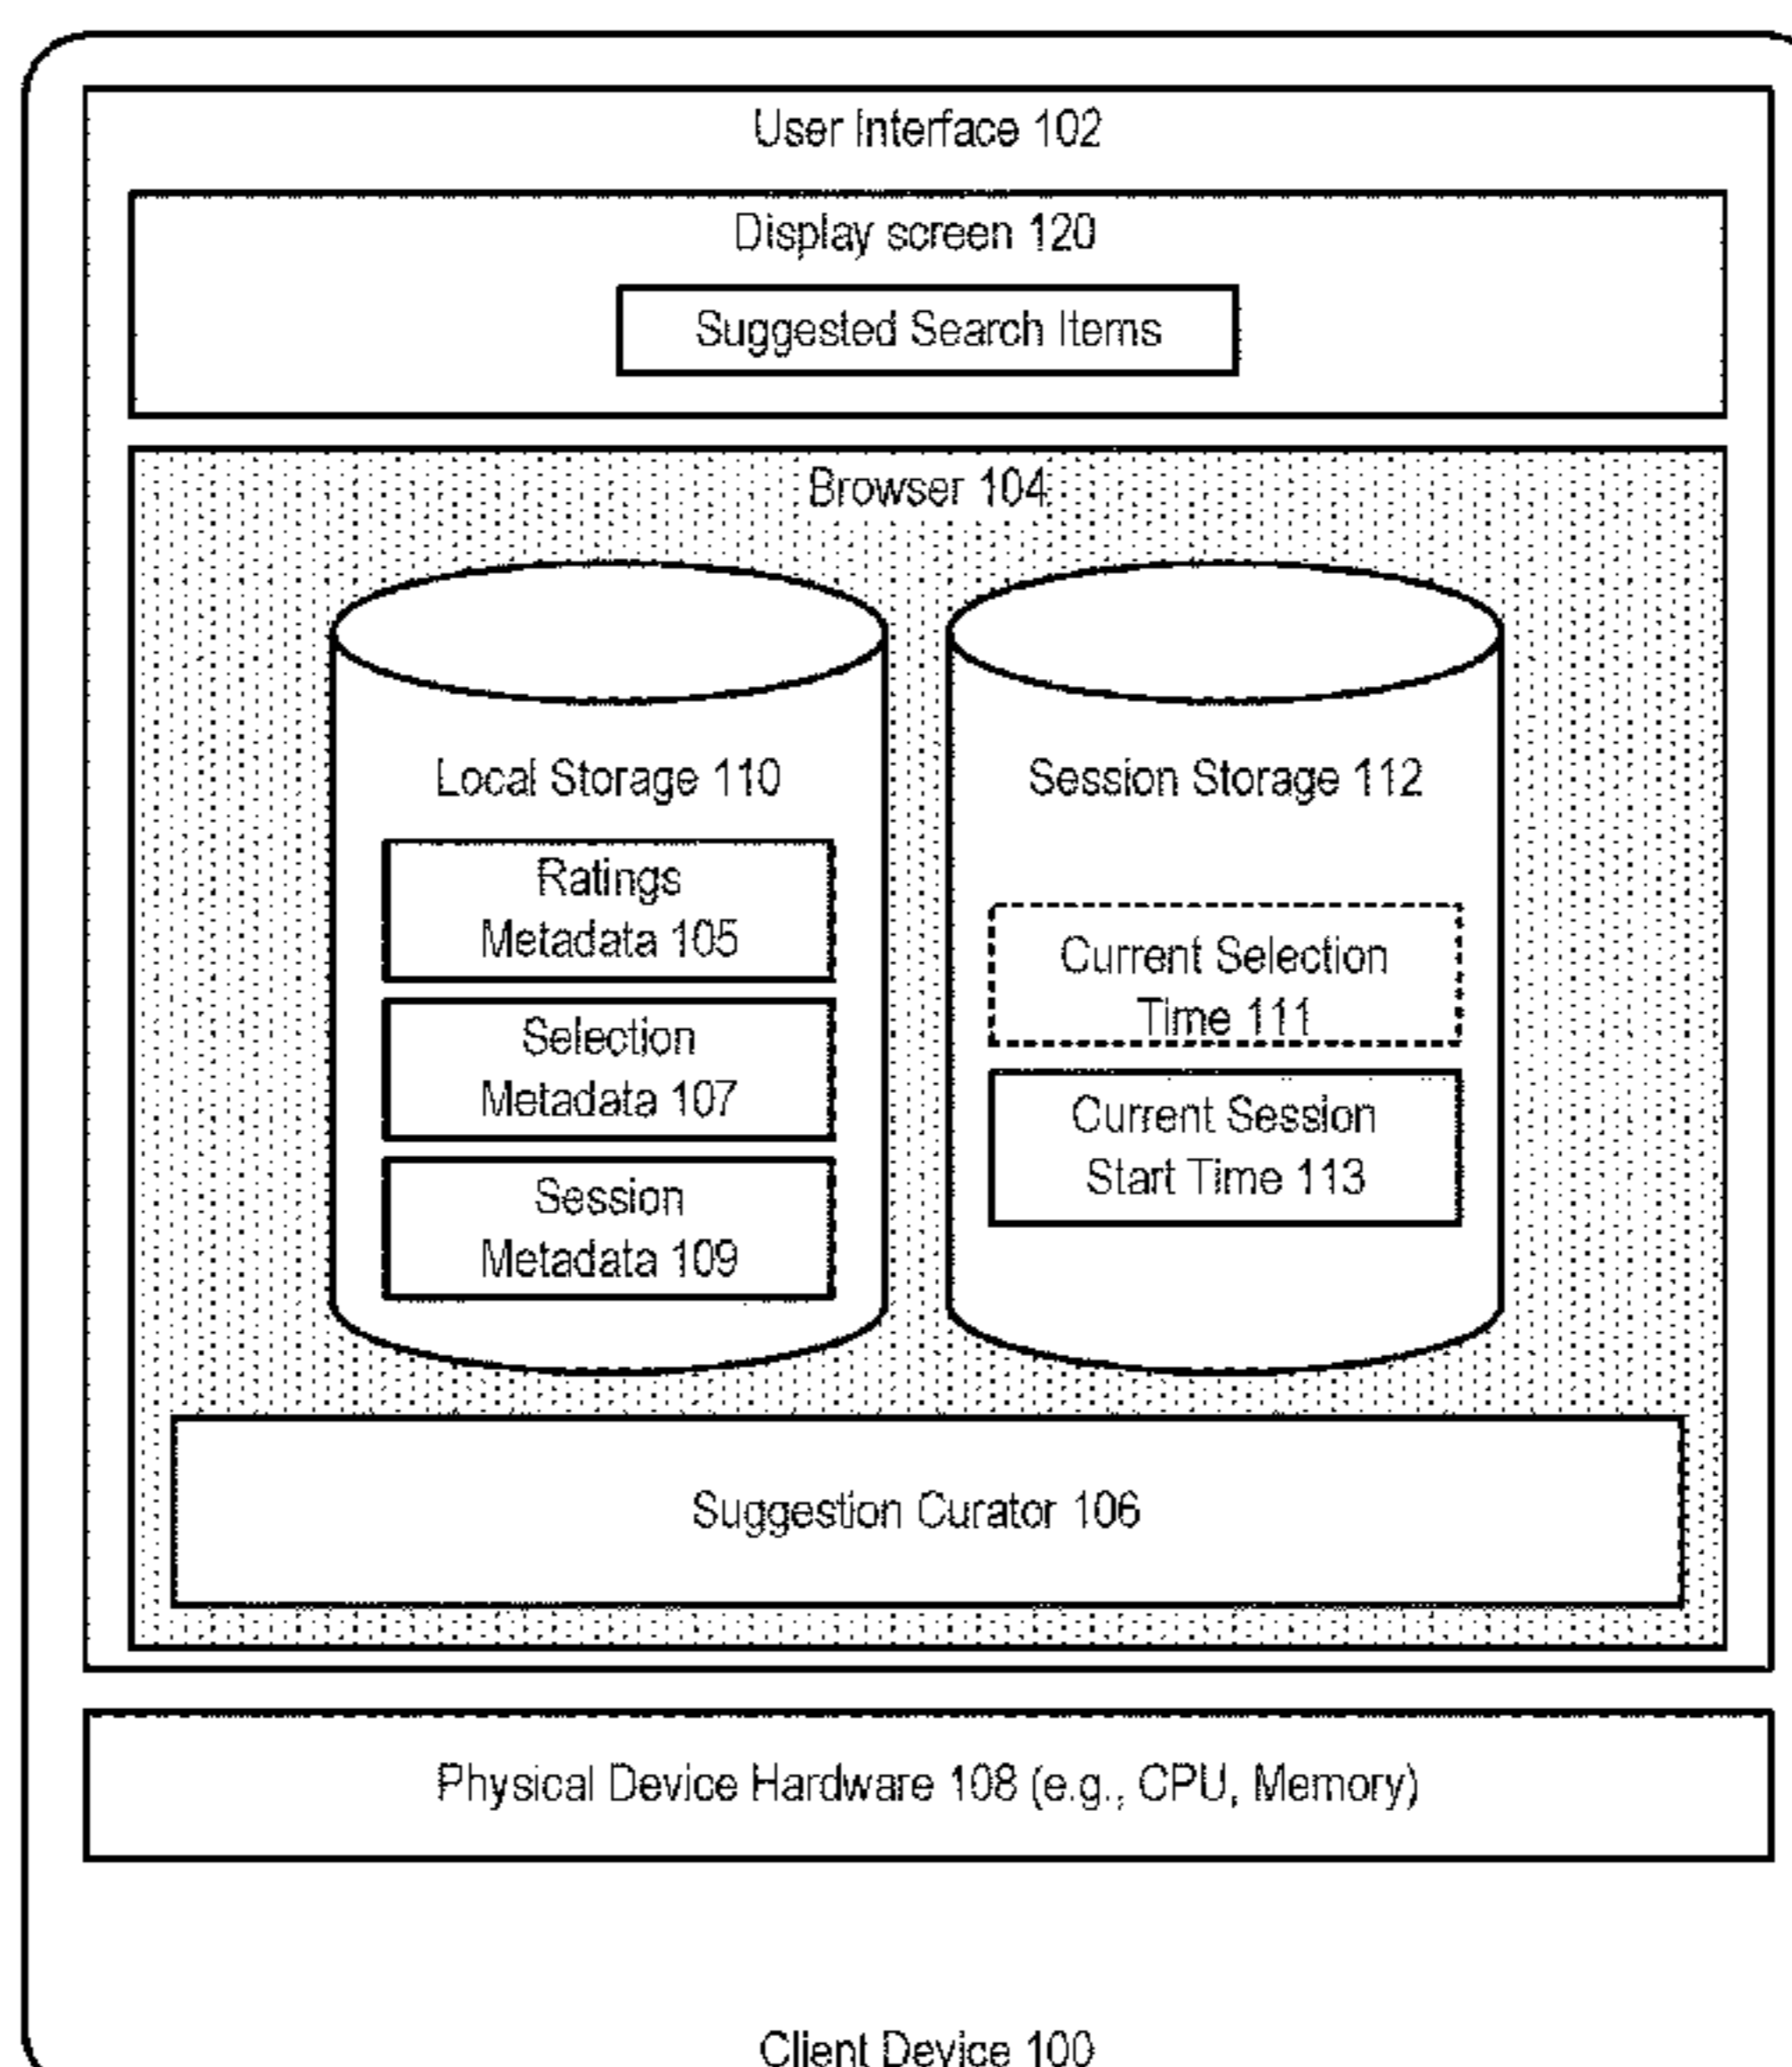 User Interface 102
Display screen 120
Suggested Search Items
Browser 104
Local Storage 110
Ratings
Metadata 105
Selection
Metadata 107
Session
Metadata 109
Session Storage 112
Current Selection
Time 111
Current Session
Start Time 113
Suggestion Curator 106
Physical Device Hardware 108 (e.g., CPU, Memory)
Client Device 100